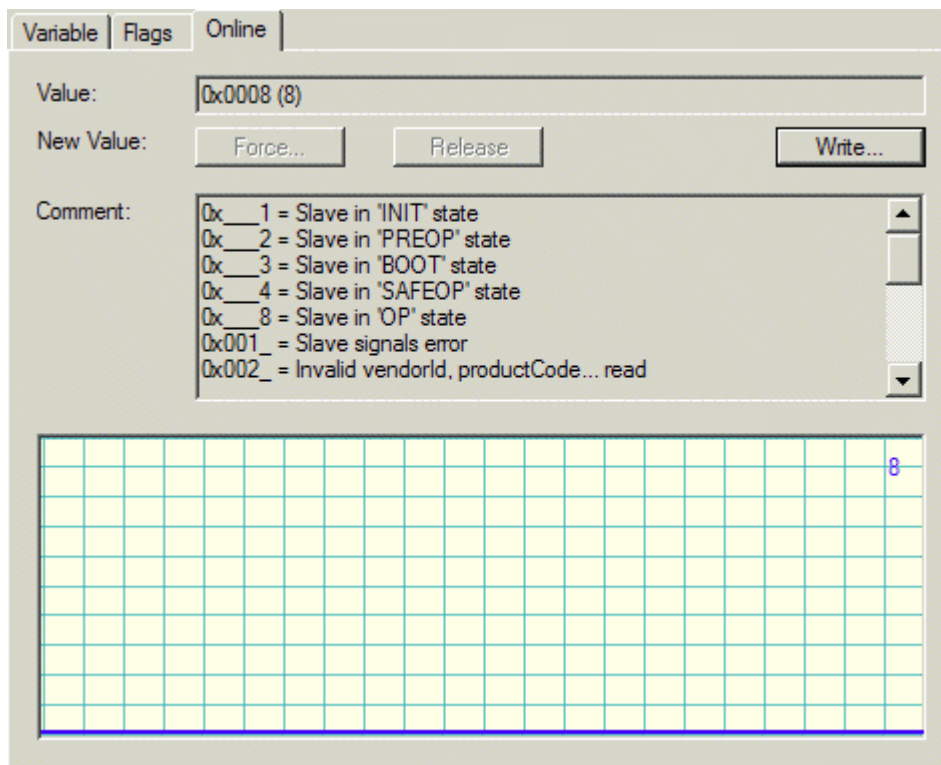 Variable Flags Online
Value: 0x0008 (8)
New Value: Force... Release Write...
Comment: 0x___1 = Slave in 'INIT' state
0x___2 = Slave in 'PREOP' state
0x___3 = Slave in 'BOOT' state
0x___4 = Slave in 'SAFEOP' state
0x___8 = Slave in 'OP' state
0x001_ = Slave signals error
0x002_ = Invalid vendorId, productCode... read
8